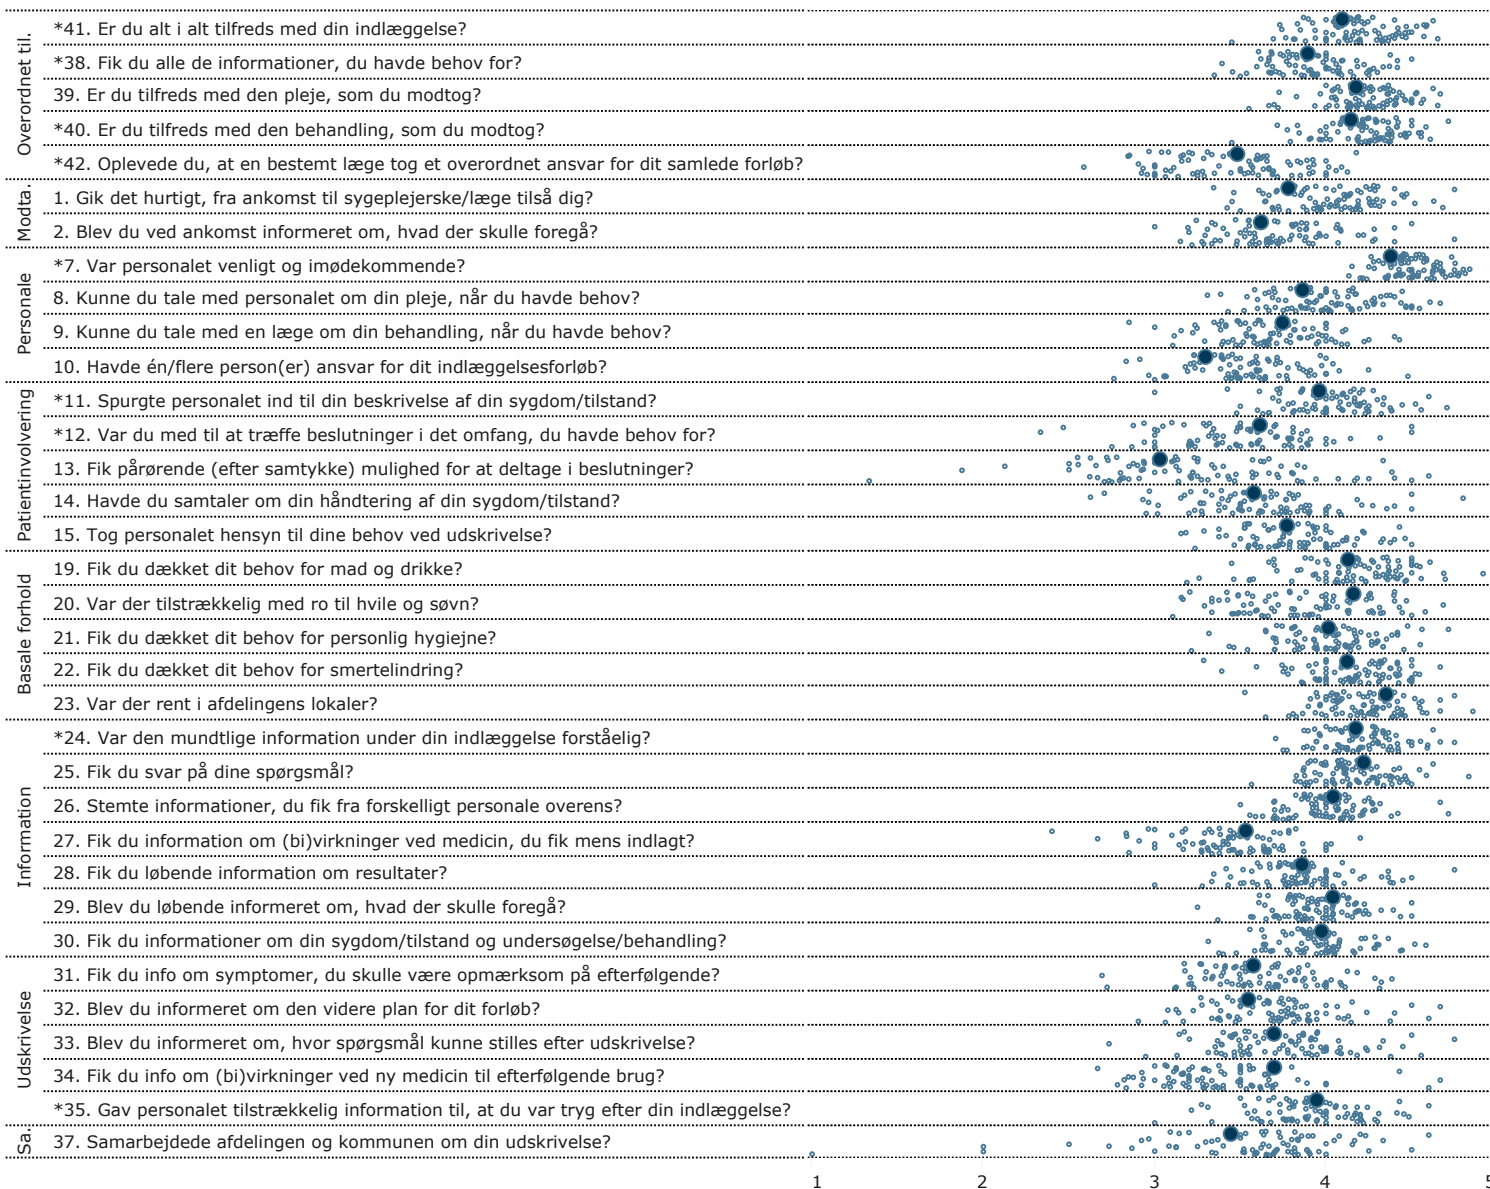 Overordnet til.
*41. Er du alt i alt tilfreds med din indlæggelse?
*38. Fik du alle de informationer, du havde behov for?
39. Er du tilfreds med den pleje, som du modtog?
*40. Er du tilfreds med den behandling, som du modtog?
*42. Oplevede du, at en bestemt læge tog et overordnet ansvar for dit samlede forløb?
Modta.
1. Gik det hurtigt, fra ankomst til sygeplejerske/læge tilså dig?
2. Blev du ved ankomst informeret om, hvad der skulle foregå?
Personale
*7. Var personalet venligt og imødekommende?
8. Kunne du tale med personalet om din pleje, når du havde behov?
9. Kunne du tale med en læge om din behandling, når du havde behov?
10. Havde én/flere person(er) ansvar for dit indlæggelsesforløb?
Patientinvolvering
*11. Spurgte personalet ind til din beskrivelse af din sygdom/tilstand?
*12. Var du med til at træffe beslutninger i det omfang, du havde behov for?
13. Fik pårørende (efter samtykke) mulighed for at deltage i beslutninger?
14. Havde du samtaler om din håndtering af din sygdom/tilstand?
15. Tog personalet hensyn til dine behov ved udskrivelse?
Basale forhold
19. Fik du dækket dit behov for mad og drikke?
20. Var der tilstrækkelig med ro til hvile og søvn?
21. Fik du dækket dit behov for personlig hygiejne?
22. Fik du dækket dit behov for smertelindring?
23. Var der rent i afdelingens lokaler?
Information
*24. Var den mundtlige information under din indlæggelse forståelig?
25. Fik du svar på dine spørgsmål?
26. Stemte informationer, du fik fra forskelligt personale overens?
27. Fik du information om (bi)virkninger ved medicin, du fik mens indlagt?
28. Fik du løbende information om resultater?
29. Blev du løbende informeret om, hvad der skulle foregå?
30. Fik du informationer om din sygdom/tilstand og undersøgelse/behandling?
Udskrivelse
31. Fik du info om symptomer, du skulle være opmærksom på efterfølgende?
32. Blev du informeret om den videre plan for dit forløb?
33. Blev du informeret om, hvor spørgsmål kunne stilles efter udskrivelse?
34. Fik du info om (bi)virkninger ved ny medicin til efterfølgende brug?
*35. Gav personalet tilstrækkelig information til, at du var tryg efter din indlæggelse?
Sa.
37. Samarbejdede afdelingen og kommunen om din udskrivelse?
1 2 3 4 5